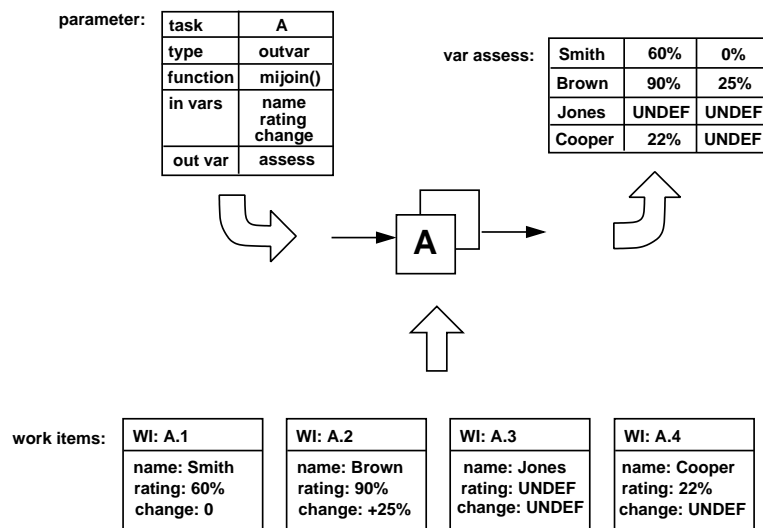 parameter:
task A
type outvar
function mijoin()
in vars name
rating
change
out var assess
var assess:
Smith 60% 0%
Brown 90% 25%
Jones UNDEF UNDEF
Cooper 22% UNDEF
A
work items:
WI: A.1
name: Smith
rating: 60%
change: 0
WI: A.2
name: Brown
rating: 90%
change: +25%
WI: A.3
name: Jones
rating: UNDEF
change: UNDEF
WI: A.4
name: Cooper
rating: 22%
change: UNDEF